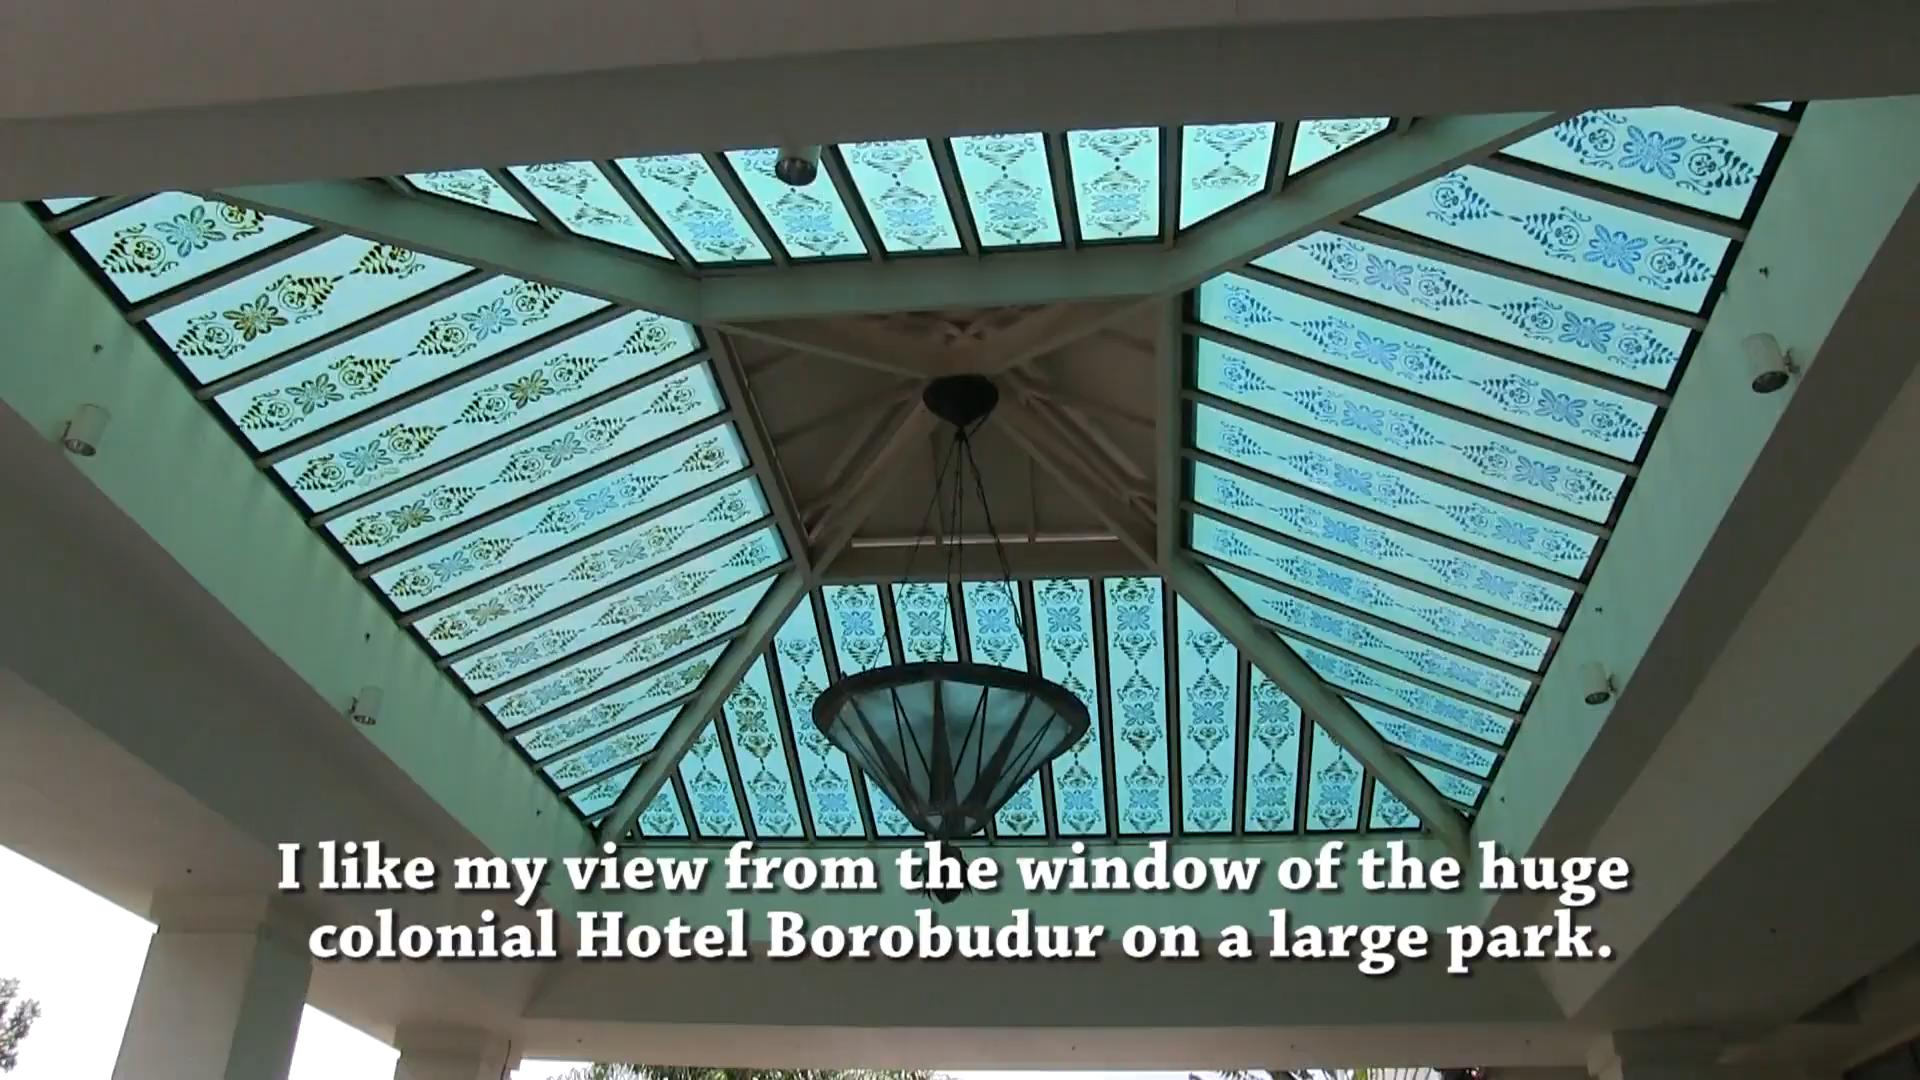 I like my view from the window of the huge
colonial Hotel Borobudur on a large park.